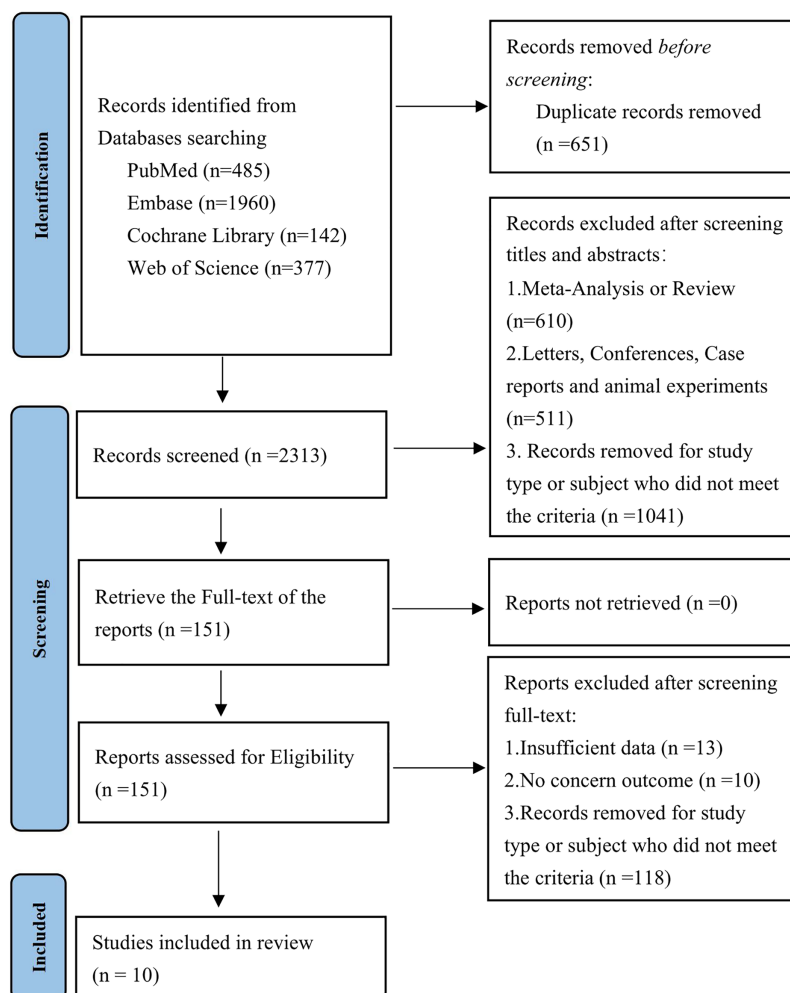 Identification
Records identified from
Databases searching
PubMed (n=485)
Embase (n=1960)
Cochrane Library (n=142)
Web of Science (n=377)
Records removed before
screening:
Duplicate records removed
(n =651)
Records excluded after screening
titles and abstracts：
1.Meta-Analysis or Review
(n=610)
2.Letters, Conferences, Case
reports and animal experiments
(n=511)
3. Records removed for study
type or subject who did not meet
the criteria (n =1041)
Screening
Records screened (n =2313)
Retrieve the Full-text of the
reports (n =151)
Reports not retrieved (n =0)
Reports assessed for Eligibility
(n =151)
Reports excluded after screening
full-text:
1.Insufficient data (n =13)
2.No concern outcome (n =10)
3.Records removed for study
type or subject who did not meet
the criteria (n =118)
Included
Studies included in review
(n = 10)